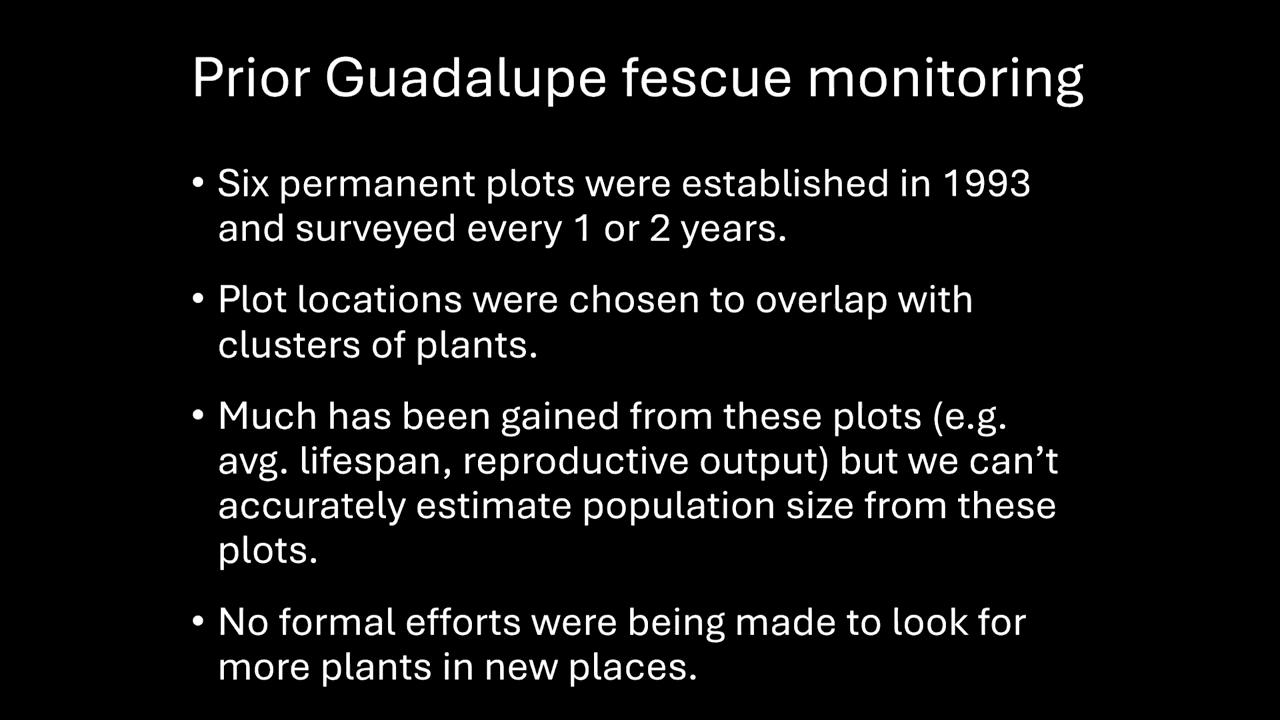 Prior Guadalupe fescue monitoring
• Six permanent plots were established in 1993
and surveyed every 1 or 2 years.
• Plot locations were chosen to overlap with
clusters of plants.
• Much has been gained from these plots (e.g.
avg. lifespan, reproductive output) but we can’t
accurately estimate population size from these
plots.
• No formal efforts were being made to look for
more plants in new places.